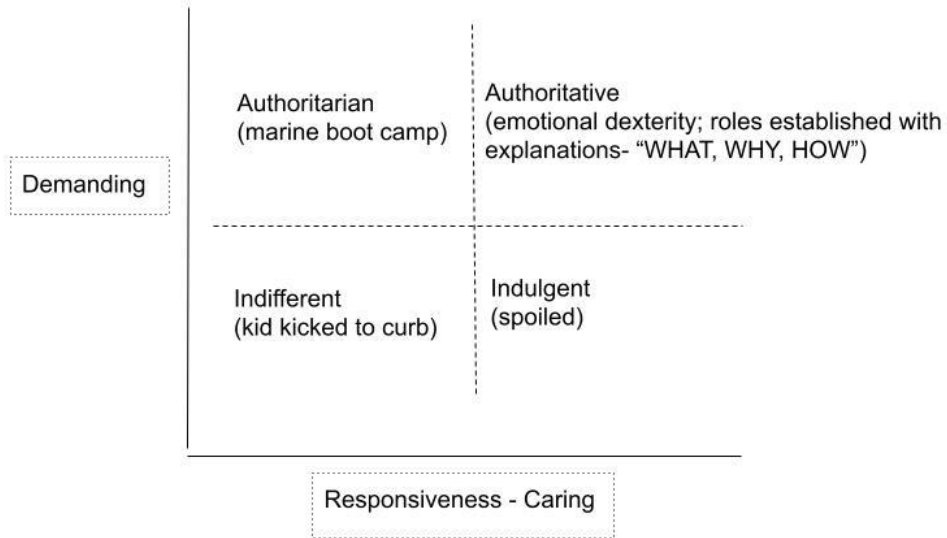 Authoritarian
(marine boot camp)
Authoritative
(emotional dexterity; roles established with
explanations- “WHAT, WHY, HOW”)
Demanding
Indifferent
(kid kicked to curb)
Indulgent
(spoiled)
Responsiveness - Caring